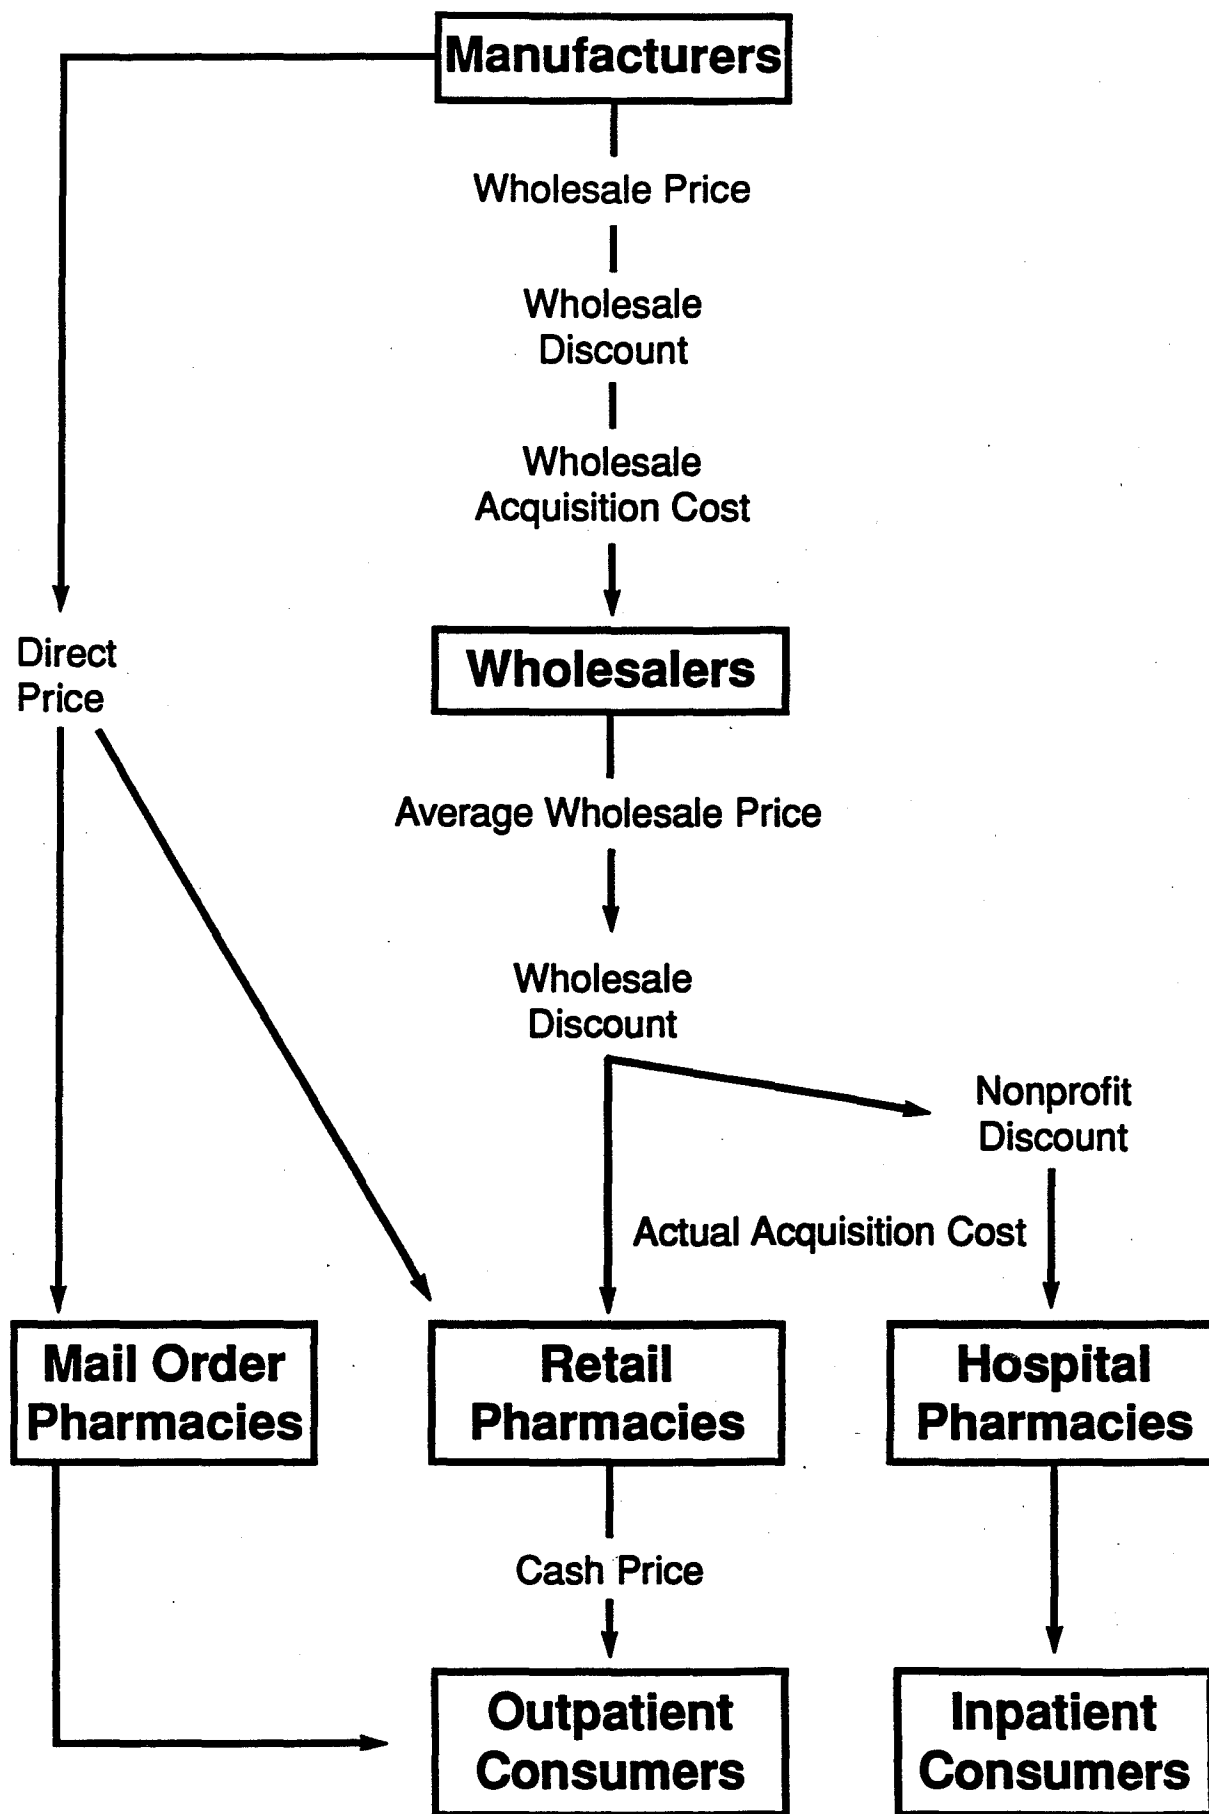 Manufacturers
Wholesale Price
Wholesale
Discount
Wholesale
Acquisition Cost
Direct
Price
Wholesalers
Average Wholesale Price
Wholesale
Discount
Nonprofit
Discount
Actual Acquisition Cost
Mail Order
Pharmacies
Retail
Pharmacies
Hospital
Pharmacies
Cash Price
Outpatient
Consumers
Inpatient
Consumers